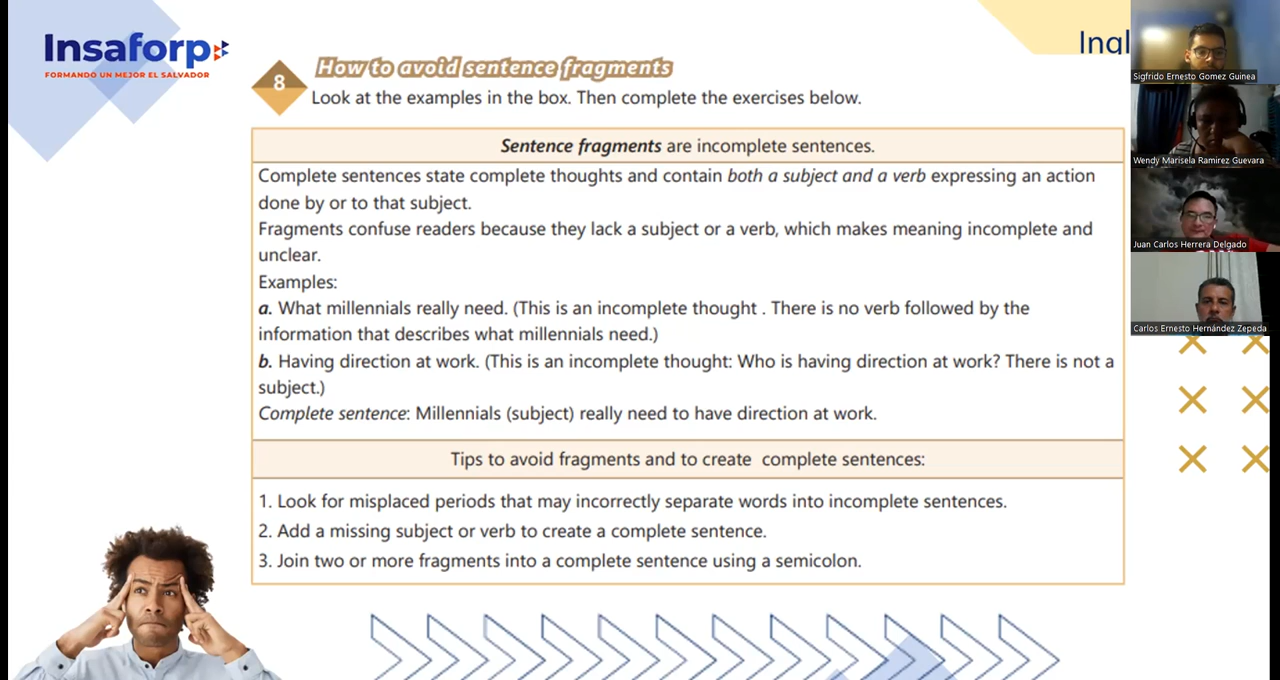 Insaforp
FORMANDO UN MEJOR EL SALVADOR
Ingl
8
How to avoid sentence fragments
Look at the examples in the box. Then complete the exercises below.
Sentence fragments are incomplete sentences.
Complete sentences state complete thoughts and contain both a subject and a verb expressing an action
done by or to that subject.
Fragments confuse readers because they lack a subject or a verb, which makes meaning incomplete and
unclear.
Examples:
a. What millennials really need. (This is an incomplete thought . There is no verb followed by the
information that describes what millennials need.)
b. Having direction at work. (This is an incomplete thought: Who is having direction at work? There is not a
subject.)
Complete sentence: Millennials (subject) really need to have direction at work.
Tips to avoid fragments and to create complete sentences:
1. Look for misplaced periods that may incorrectly separate words into incomplete sentences.
2. Add a missing subject or verb to create a complete sentence.
3. Join two or more fragments into a complete sentence using a semicolon.
Sigfrido Ernesto Gomez Guinea
Wendy Marisela Ramirez Guevara
Juan Carlos Herrera Delgado
Carlos Ernesto Hernández Zepeda